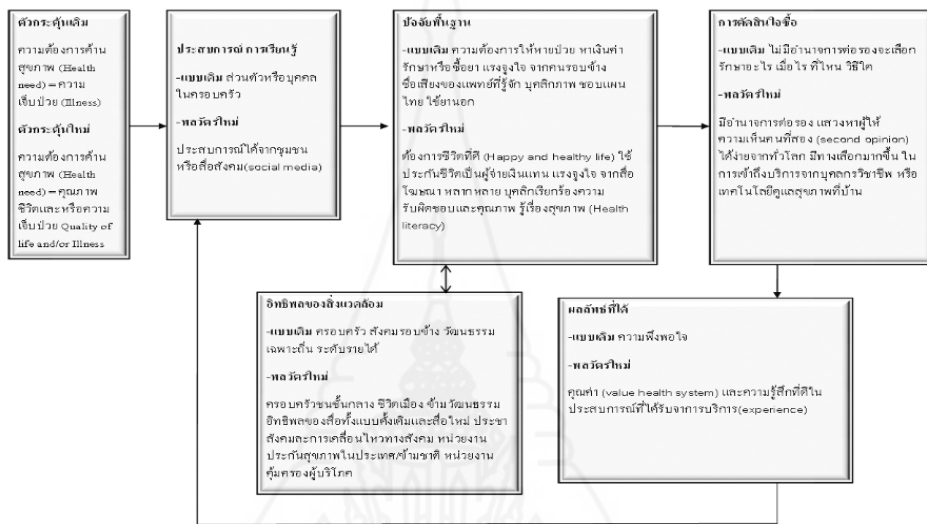 ตัวกระตุ้นเดิม
ความต้องการด้าน
สุขภาพ (Health
need) – ความ
เจ็บป่วย (Illness)
ตัวกระตุ้นใหม่
ความต้องการด้าน
สุขภาพ (Health
need) – คุณภาพ
ชีวิตและหรือความ
เจ็บป่วย Quality of
life and/or Illness
ประสบการณ์ การเรียนรู้
-แบบเดิม ส่วนตัวหรือบุคคล
ในครอบครัว
-พลวัตรใหม่
ประสบการณ์ได้จากชุมชน
หรือสื่อสังคม(social media)
ปัจจัยพื้นฐาน
-แบบเดิม ความต้องการให้หายป่วย หาเงินค่า
รักษาหรือซื้อยา แรงจูงใจ จากคนรอบข้าง
ชื่อเสียงของแพทย์ที่รู้จัก บุคลิกภาพ ชอบแผน
ไทย ใช้ยานอก
-พลวัตรใหม่
ต้องการชีวิตที่ดี (Happy and healthy life) ใช้
ประกันชีวิตเป็นผู้จ่ายเงินแทน แรงจูงใจ จากสื่อ
โฆษณา หลากหลาย บุคลิกเรียกร้องความ
รับผิดชอบและคุณภาพ รู้เรื่องสุขภาพ (Health
literacy)
การตัดสินใจซื้อ
-แบบเดิม ไม่มีอำนาจการต่อรองจะเลือก
รักษาอะไร เมื่อไร ที่ไหน วิธีใด
-พลวัตรใหม่
มีอำนาจการต่อรอง แสวงหาผู้ให้
ความเห็นคนที่สอง (second opinion)
ได้ง่ายจากทั่วโลก มีทางเลือกมากขึ้น ใน
การเข้าถึงบริการจากบุคลากรวิชาชีพ หรือ
เทคโนโลยีดูแลสุขภาพที่บ้าน
อิทธิพลของสิ่งแวดล้อม
-แบบเดิม ครอบครัว สังคมรอบข้าง วัฒนธรรม
เฉพาะถิ่น ระดับรายได้
-พลวัตรใหม่
ครอบครัวชนชั้นกลาง ชีวิตเมือง ข้ามวัฒนธรรม
อิทธิพลของสื่อทั้งแบบดั้งเดิมและสื่อใหม่ ประชา
สังคมละการเคลื่อนไหวทางสังคม หน่วยงาน
ประกันสุขภาพในประเทศ/ข้ามชาติ หน่วยงาน
คุ้มครองผู้บริโภค
ผลลัพธ์ที่ได้
-แบบเดิม ความพึงพอใจ
-พลวัตรใหม่
คุณค่า (value health system) และความรู้สึกที่ดีใน
ประสบการณ์ที่ได้รับจาการบริการ(experience)